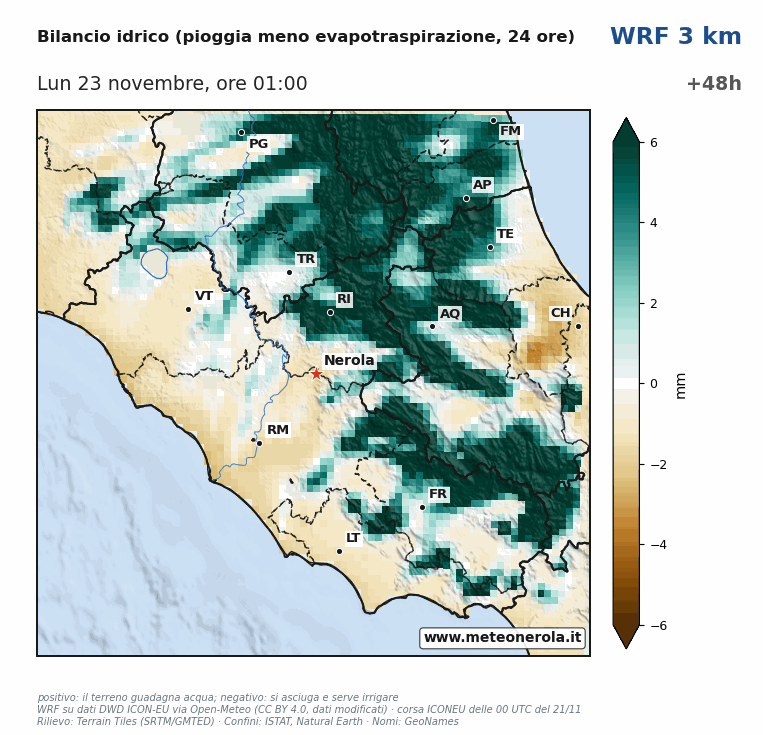 Bilancio idrico (pioggia meno evapotraspirazione, 24 ore)
WRF 3 km
Lun 23 novembre, ore 01:00
+48h
FM
PG
AP
TE
TR
VT
RI
AQ
CH
Nerola
RM
FR
LT
6
4
2
0
−2
−4
−6
mm
www.meteonerola.it
positivo: il terreno guadagna acqua; negativo: si asciuga e serve irrigare
WRF su dati DWD ICON-EU via Open-Meteo (CC BY 4.0, dati modificati) · corsa ICONEU delle 00 UTC del 21/11
Rilievo: Terrain Tiles (SRTM/GMTED) · Confini: ISTAT, Natural Earth · Nomi: GeoNames